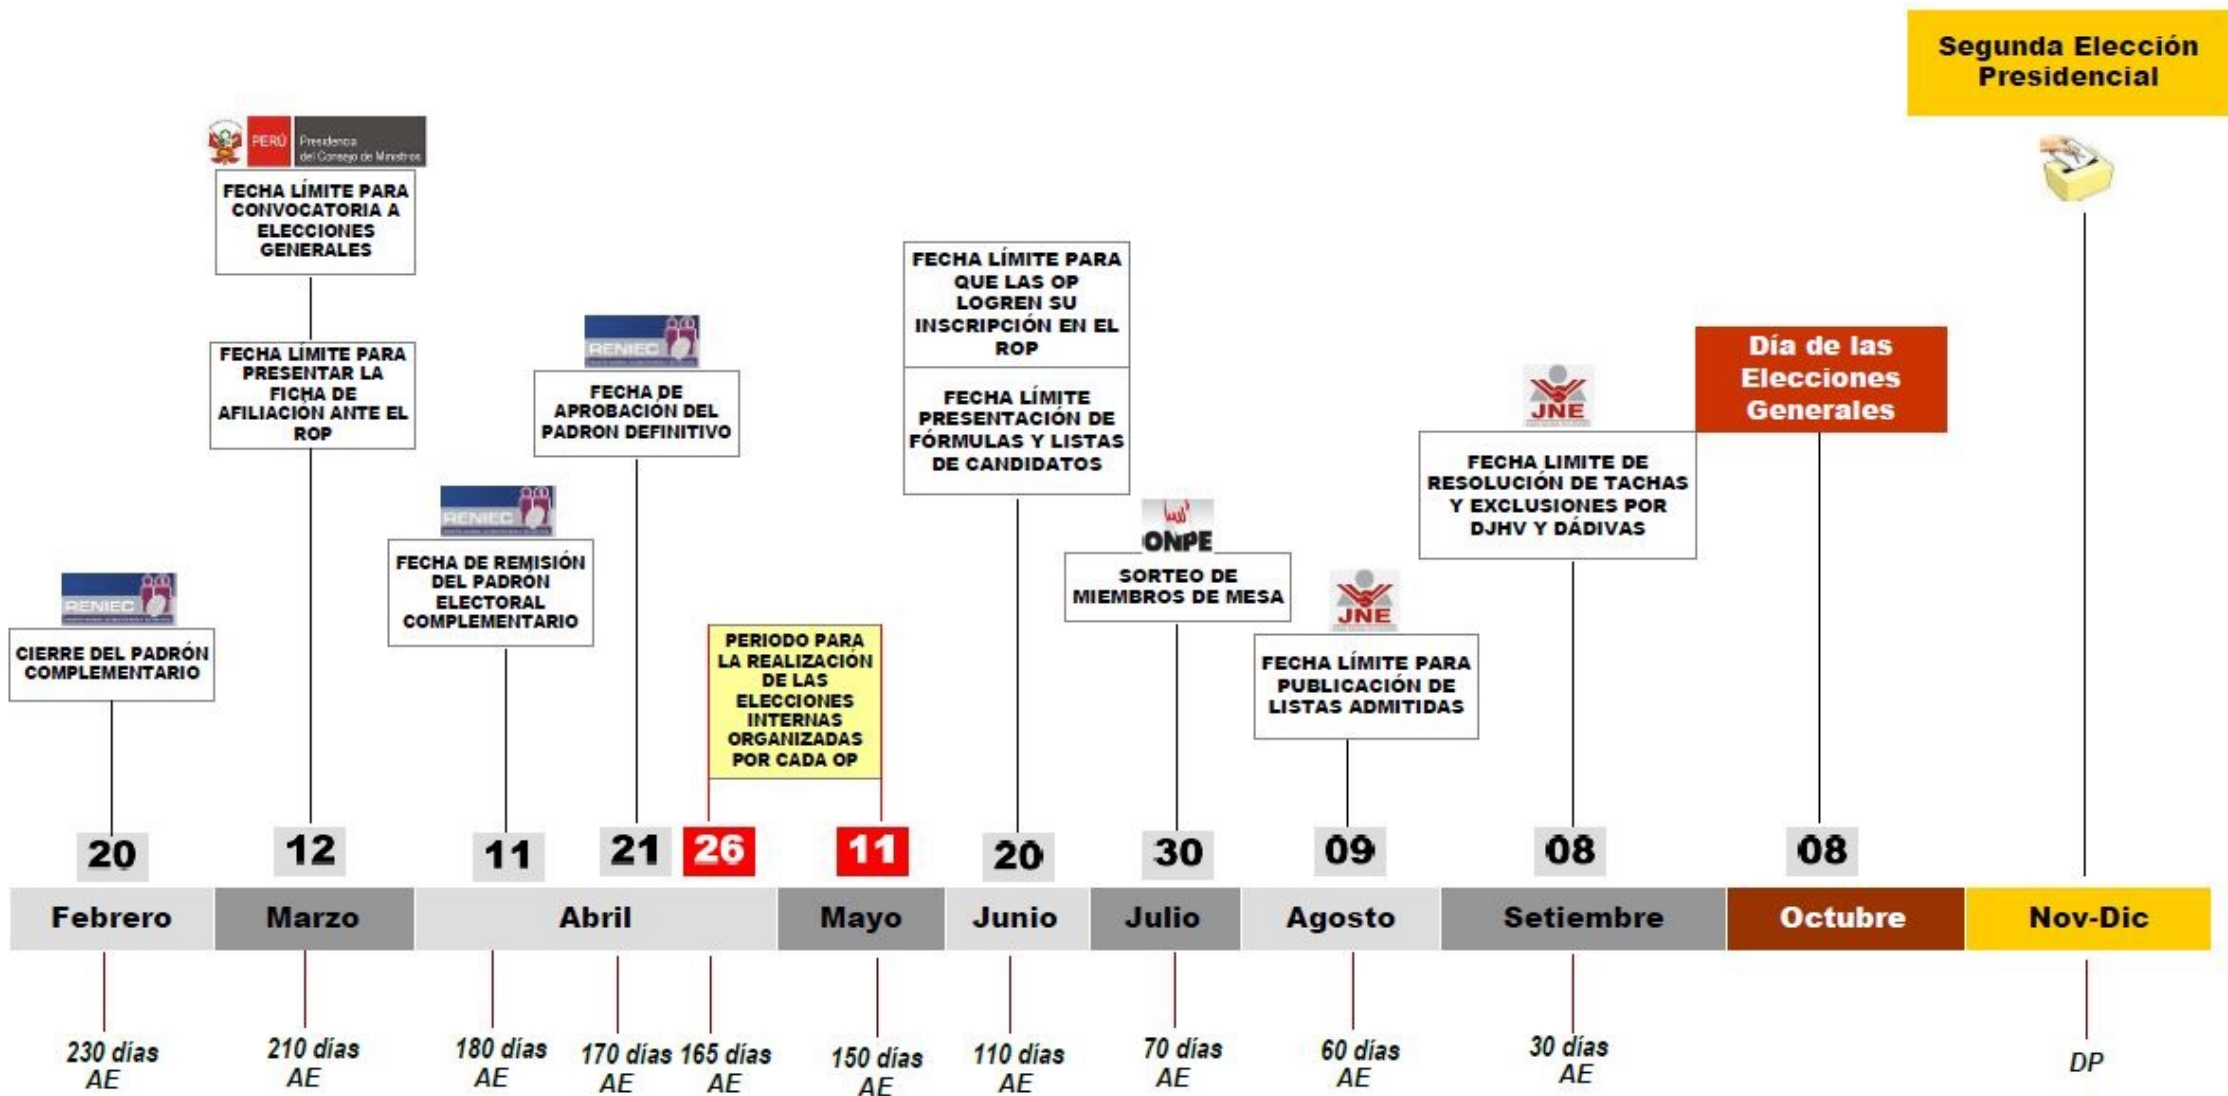 Segunda Elección
Presidencial
PERÚ
Presidencia
del Consejo de Ministros
FECHA LÍMITE PARA
CONVOCATORIA A
ELECCIONES
GENERALES
FECHA LÍMITE PARA
PRESENTAR LA
FICHA DE
AFILIACIÓN ANTE EL
ROP
RENIEC
FECHA DE
APROBACIÓN DEL
PADRON DEFINITIVO
FECHA LÍMITE PARA
QUE LAS OP
LOGREN SU
INSCRIPCIÓN EN EL
ROP
FECHA LÍMITE
PRESENTACIÓN DE
FÓRMULAS Y LISTAS
DE CANDIDATOS
Día de las
Elecciones
Generales
JNE
FECHA LIMITE DE
RESOLUCIÓN DE TACHAS
Y EXCLUSIONES POR
DJHV Y DÁDIVAS
RENIEC
FECHA DE REMISIÓN
DEL PADRÓN
ELECTORAL
COMPLEMENTARIO
ONPE
SORTEO DE
MIEMBROS DE MESA
RENIEC
CIERRE DEL PADRÓN
COMPLEMENTARIO
PERIODO PARA
LA REALIZACIÓN
DE LAS
ELECCIONES
INTERNAS
ORGANIZADAS
POR CADA OP
JNE
FECHA LÍMITE PARA
PUBLICACIÓN DE
LISTAS ADMITIDAS
20 12 11 21 26 11 20 30 09 08 08
Febrero Marzo Abril Mayo Junio Julio Agosto Setiembre Octubre Nov-Dic
230 días
AE
210 días
AE
180 días
AE
170 días
AE
165 días
AE
150 días
AE
110 días
AE
70 días
AE
60 días
AE
30 días
AE
DP